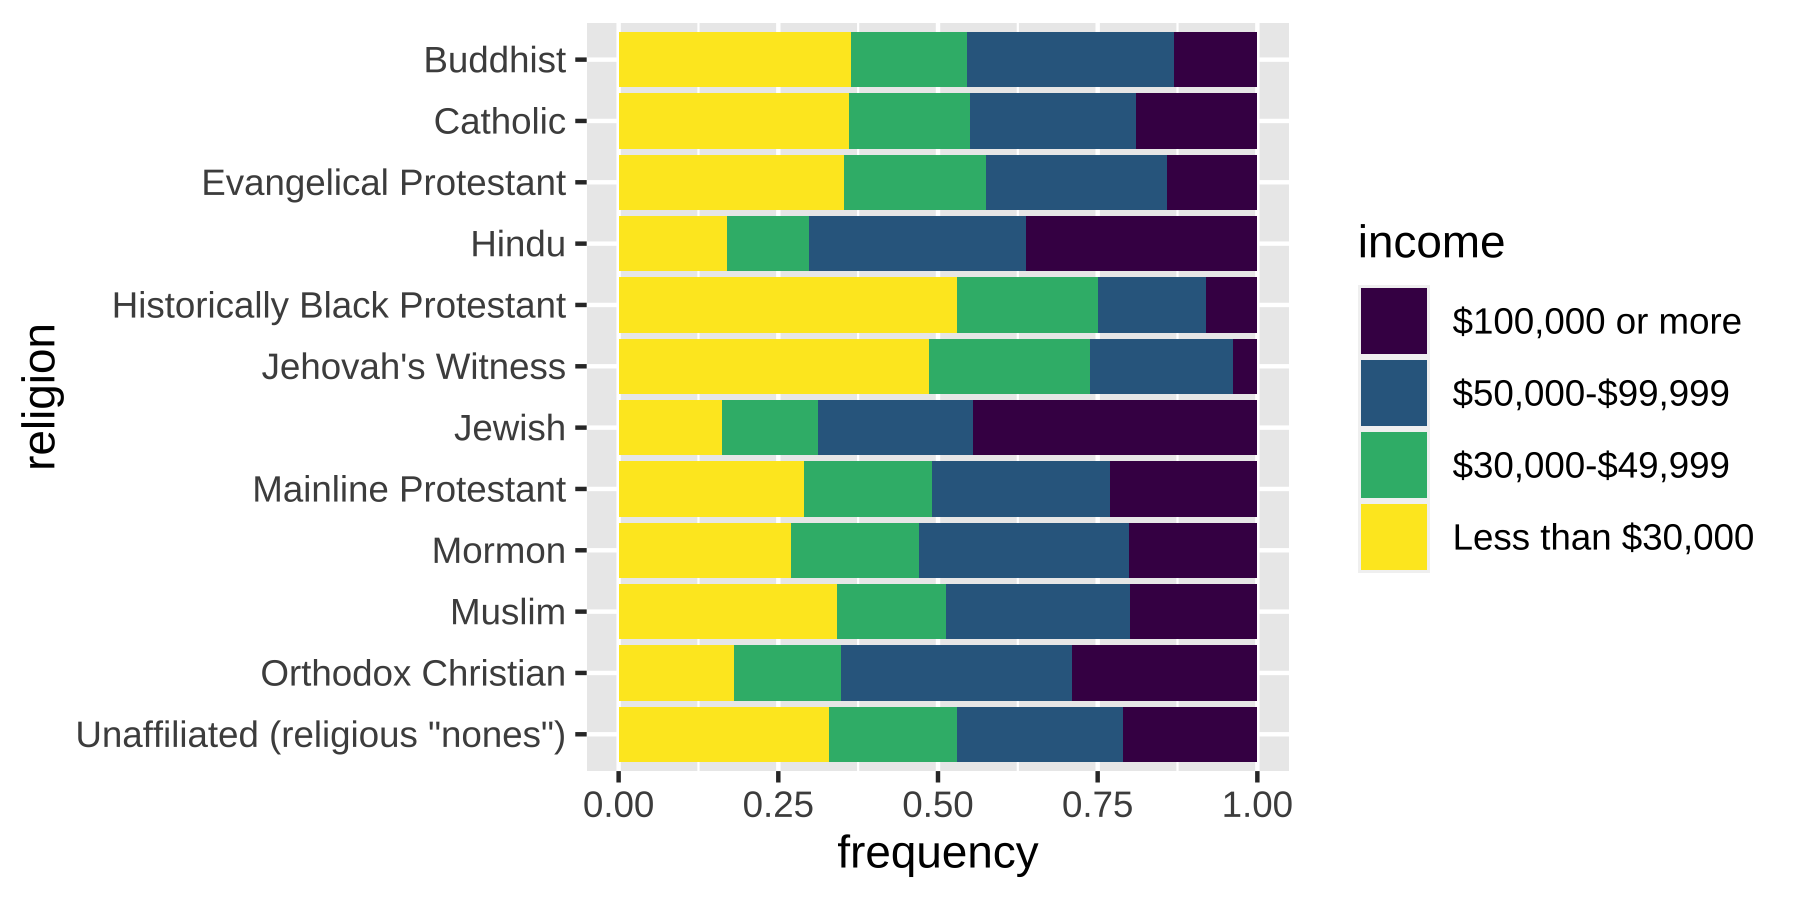 religion
Buddhist
Catholic
Evangelical Protestant
Hindu
Historically Black Protestant
Jehovah's Witness
Jewish
Mainline Protestant
Mormon
Muslim
Orthodox Christian
Unaffiliated (religious "nones")
0.00 0.25 0.50 0.75 1.00
frequency
income
$100,000 or more
$50,000-$99,999
$30,000-$49,999
Less than $30,000